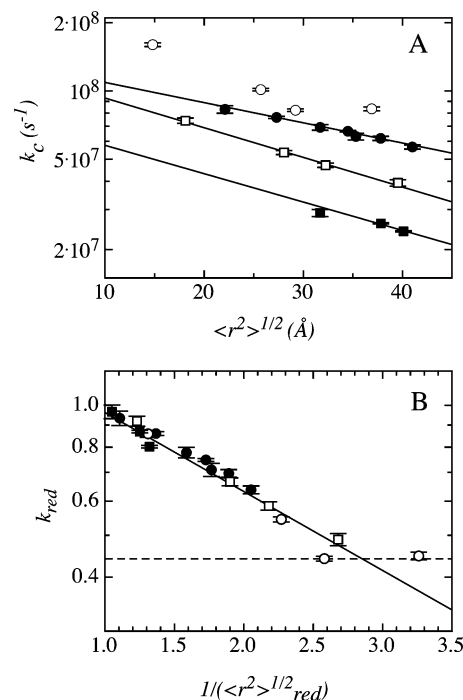 2·10⁸
A
10⁸
k_c (s⁻¹)
5·10⁷
2·10⁷
10 20 30 40
<r²>^1/2 (Å)
B
1.0
0.8
k_red
0.6
0.4
1.0 1.5 2.0 2.5 3.0 3.5
1/(<r²>^1/2_red)